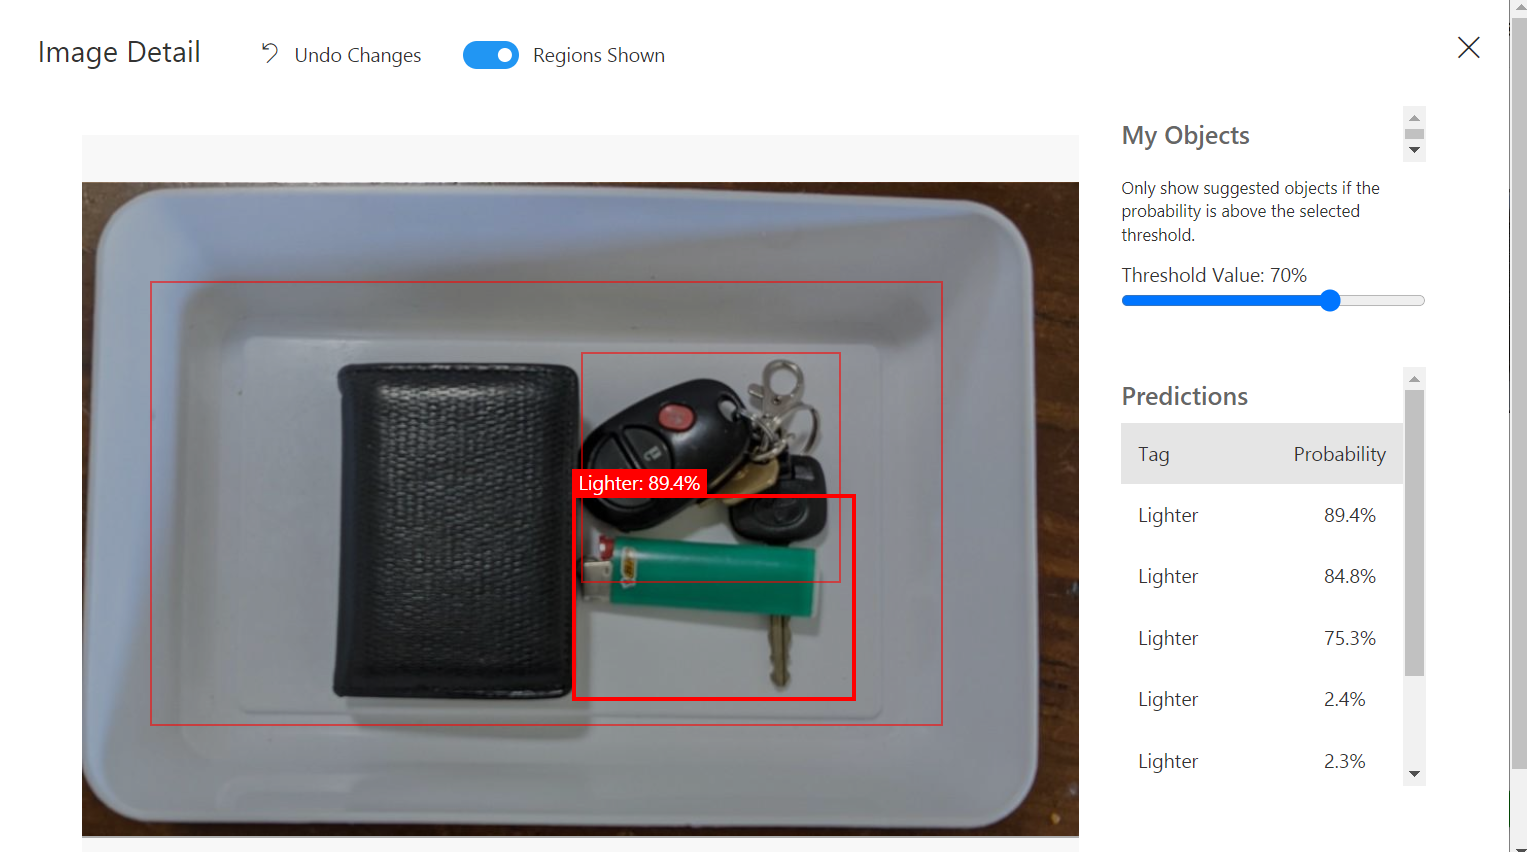 Image Detail
Undo Changes
Regions Shown
My Objects
Only show suggested objects if the
probability is above the selected
threshold.
Threshold Value: 70%
Lighter: 89.4%
Predictions
Tag Probability
Lighter 89.4%
Lighter 84.8%
Lighter 75.3%
Lighter 2.4%
Lighter 2.3%